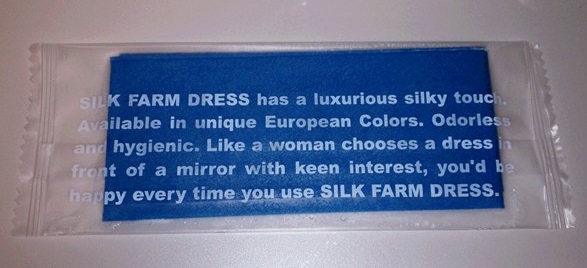 SILK FARM DRESS has a luxurious silky touch.
Available in unique European Colors. Odorless
and hygienic. Like a woman chooses a dress in
front of a mirror with keen interest, you'd be
happy every time you use SILK FARM DRESS.